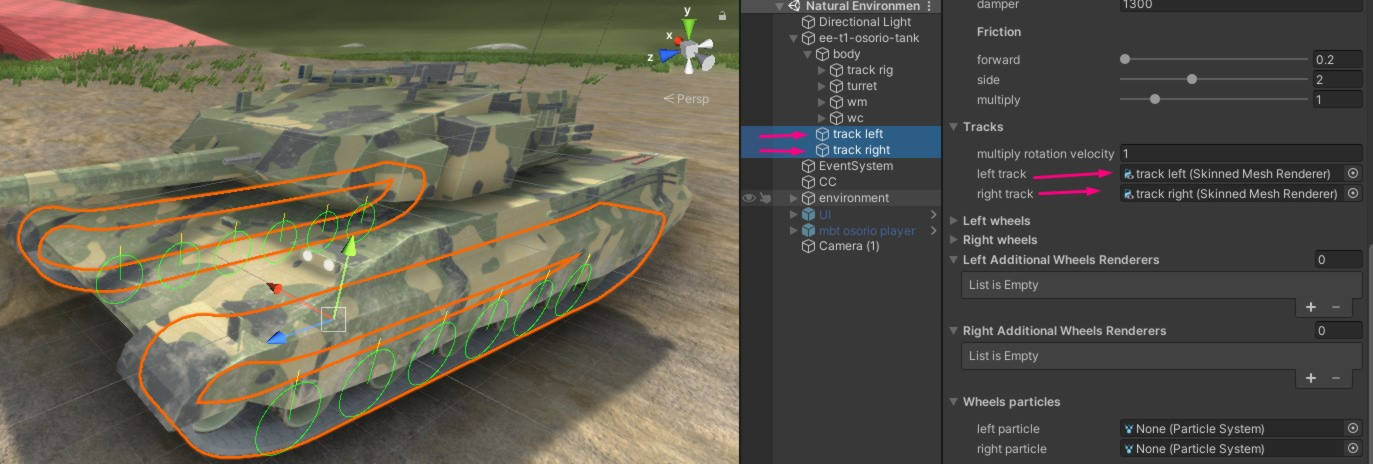 y
x
z
Persp
Natural Environmen
Directional Light
ee-t1-osorio-tank
body
track rig
turret
wm
wc
track left
track right
EventSystem
CC
environment
UI
mbt osorio player
Camera (1)
damper 1300
Friction
forward 0.2
side 2
multiply 1
Tracks
multiply rotation velocity 1
left track track left (Skinned Mesh Renderer)
right track track right (Skinned Mesh Renderer)
Left wheels
Right wheels
Left Additional Wheels Renderers 0
List is Empty
+ −
Right Additional Wheels Renderers 0
List is Empty
+ −
Wheels particles
left particle None (Particle System)
right particle None (Particle System)